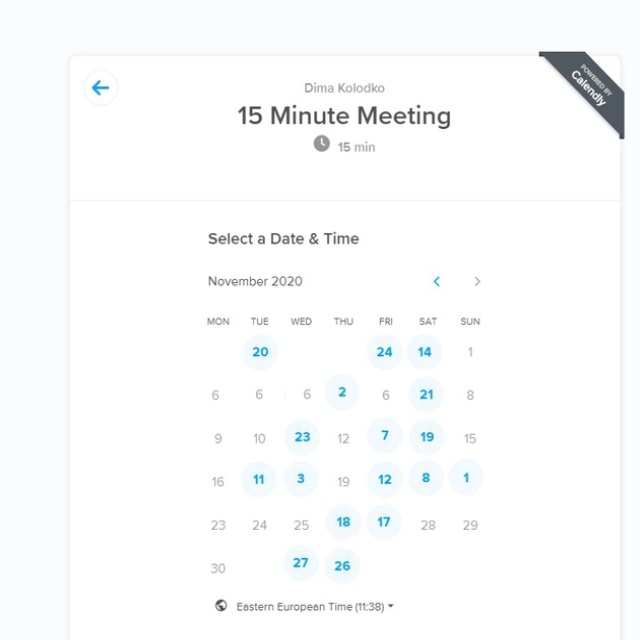 POWERED BY
Calendly
Dima Kolodko
15 Minute Meeting
15 min
Select a Date & Time
November 2020
MON TUE WED THU FRI SAT SUN
20 24 14 1
6 6 6 2 6 21 8
9 10 23 12 7 19 15
16 11 3 19 12 8 1
23 24 25 18 17 28 29
30 27 26
Eastern European Time (11:38)